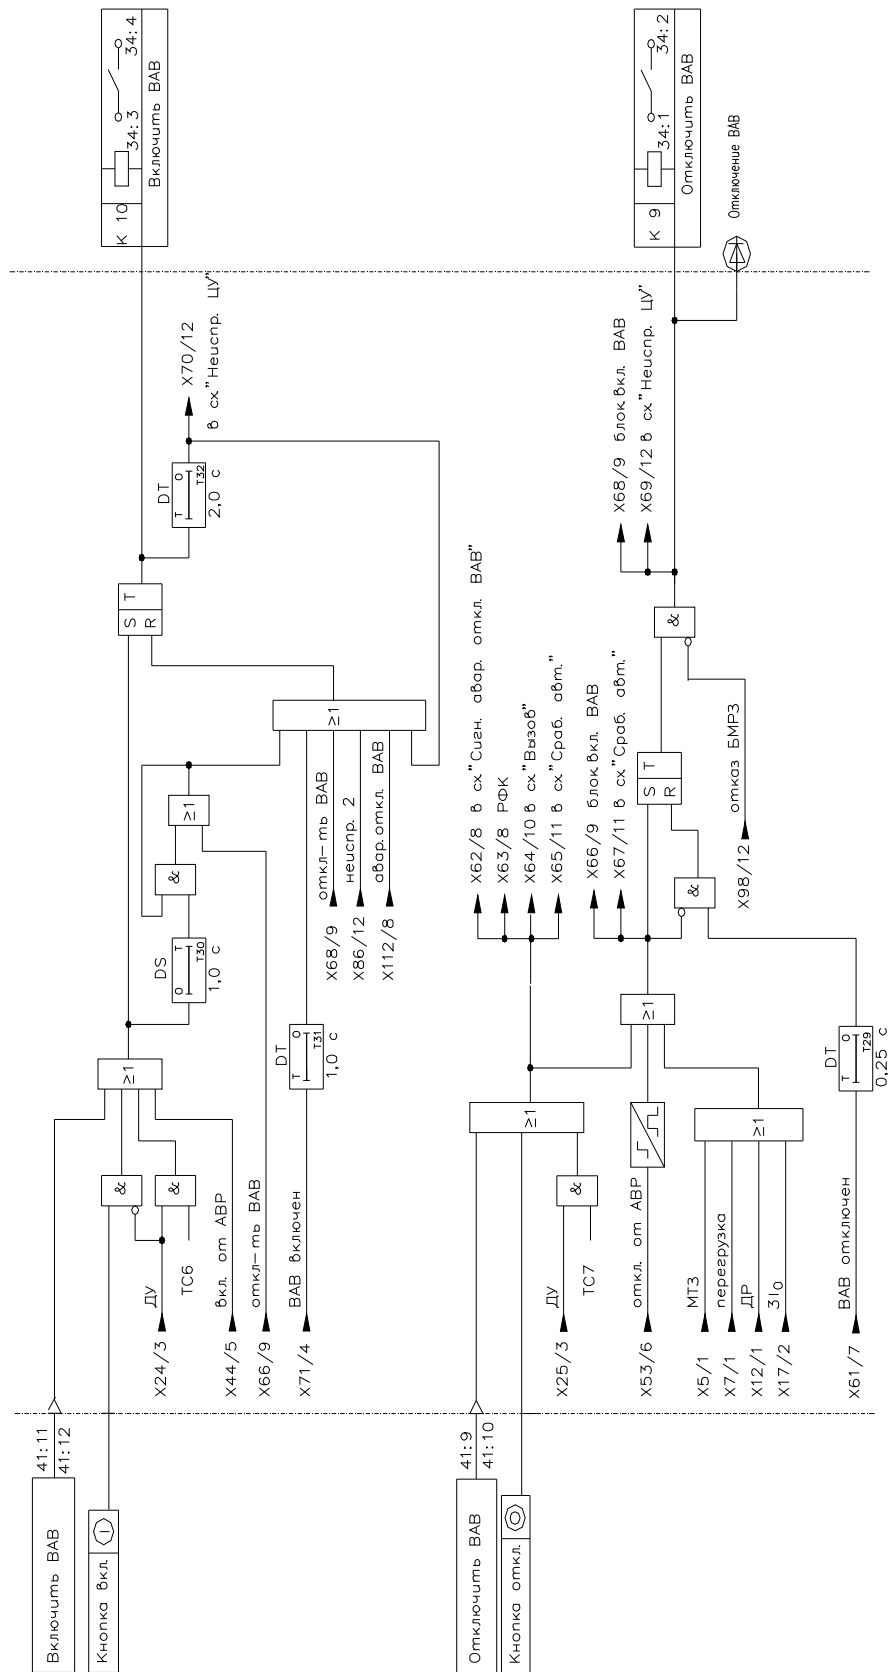 Включить ВАВ
41:11
41:12
Кнопка вкл.
I
ДУ
X24/3
ТС6
вкл. от АВР
X44/5
откл-ть ВАВ
X66/9
ВАВ включен
X71/4
&
&
≥1
DS
O T
T30
1,0 с
&
≥1
DT
T O
T31
1,0 с
откл-ть ВАВ
X68/9
неиспр. 2
X86/12
авар.откл. ВАВ
X112/8
≥1
S T
R
DT
T O
T32
2,0 с
X70/12
в сх"Неиспр. ЦУ"
K 10
34:3
34:4
Включить ВАВ
Отключить ВАВ
41:9
41:10
Кнопка откл.
O
ДУ
X25/3
ТС7
&
≥1
откл. от АВР
X53/6
МТЗ
X5/1
перегрузка
X7/1
ДР
X12/1
3I0
X17/2
≥1
≥1
ВАВ отключен
X61/7
DT
T O
T29
0,25 с
X62/8 в сх"Сигн. авар. откл. ВАВ"
X63/8 РФК
X64/10 в сх"Вызов"
X65/11 в сх"Сраб. авт."
X66/9 блок.вкл. ВАВ
X67/11 в сх"Сраб. авт."
&
S T
R
X98/12
отказ БМРЗ
&
X68/9 блок.вкл. ВАВ
X69/12 в сх"Неиспр. ЦУ"
K 9
34:1
34:2
Отключить ВАВ
Отключение ВАВ